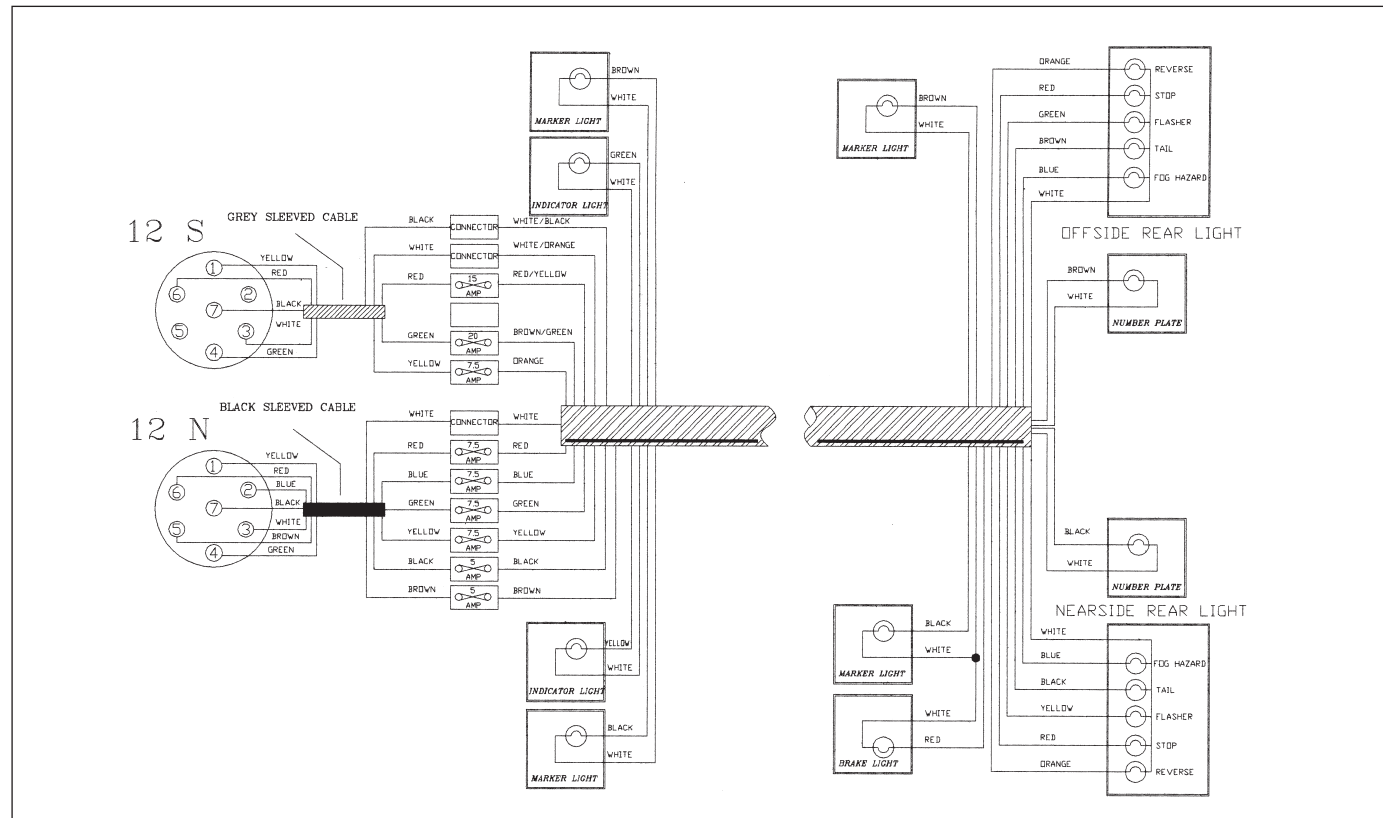 MARKER LIGHT
BROWN
WHITE
INDICATOR LIGHT
GREEN
WHITE
MARKER LIGHT
BROWN
WHITE
ORANGE
REVERSE
RED
STOP
GREEN
FLASHER
BROWN
TAIL
BLUE
FOG HAZARD
WHITE
OFFSIDE REAR LIGHT
BROWN
WHITE
NUMBER PLATE
12 S
GREY SLEEVED CABLE
1
2
3
4
5
6
7
YELLOW
RED
BLACK
WHITE
GREEN
BLACK
CONNECTOR
WHITE/BLACK
WHITE
CONNECTOR
WHITE/ORANGE
RED
15
AMP
RED/YELLOW
GREEN
20
AMP
BROWN/GREEN
YELLOW
7.5
AMP
ORANGE
12 N
BLACK SLEEVED CABLE
1
2
3
4
5
6
7
YELLOW
RED
BLUE
BLACK
WHITE
BROWN
GREEN
WHITE
CONNECTOR
WHITE
RED
7.5
AMP
RED
BLUE
7.5
AMP
BLUE
GREEN
7.5
AMP
GREEN
YELLOW
7.5
AMP
YELLOW
BLACK
5
AMP
BLACK
BROWN
5
AMP
BROWN
YELLOW
WHITE
INDICATOR LIGHT
BLACK
WHITE
MARKER LIGHT
BLACK
WHITE
MARKER LIGHT
WHITE
RED
BRAKE LIGHT
BLACK
WHITE
NUMBER PLATE
NEARSIDE REAR LIGHT
WHITE
BLUE
FOG HAZARD
BLACK
TAIL
YELLOW
FLASHER
RED
STOP
ORANGE
REVERSE